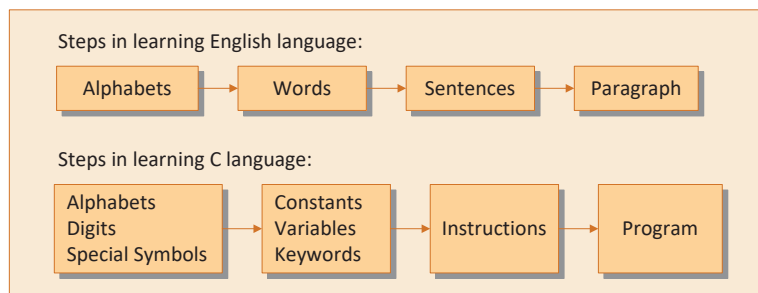 Steps in learning English language:
Alphabets
Words
Sentences
Paragraph
Steps in learning C language:
Alphabets
Digits
Special Symbols
Constants
Variables
Keywords
Instructions
Program